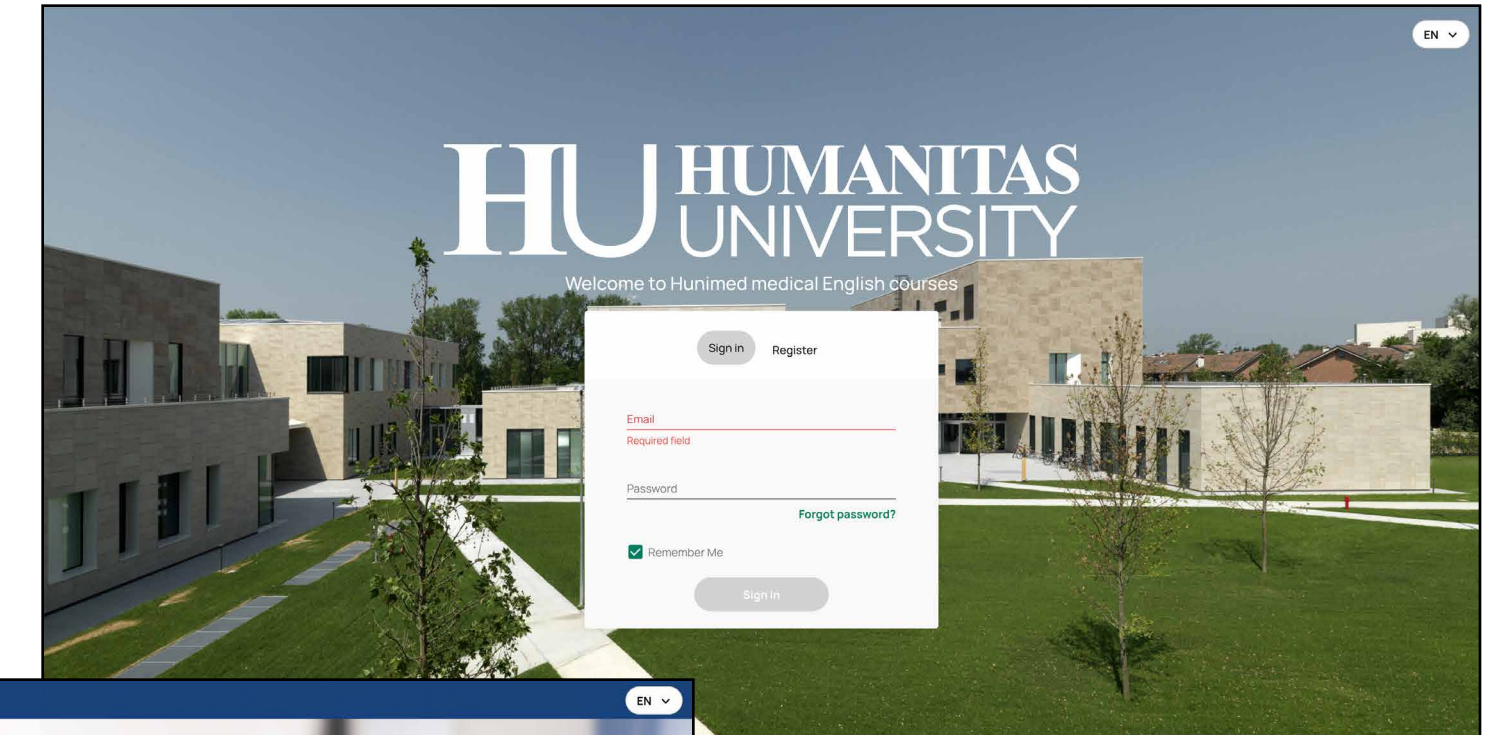 EN
HU HUMANITAS
UNIVERSITY
Welcome to Hunimed medical English courses
Sign in Register
Email
Required field
Password
Forgot password?
Remember Me
Sign in
EN